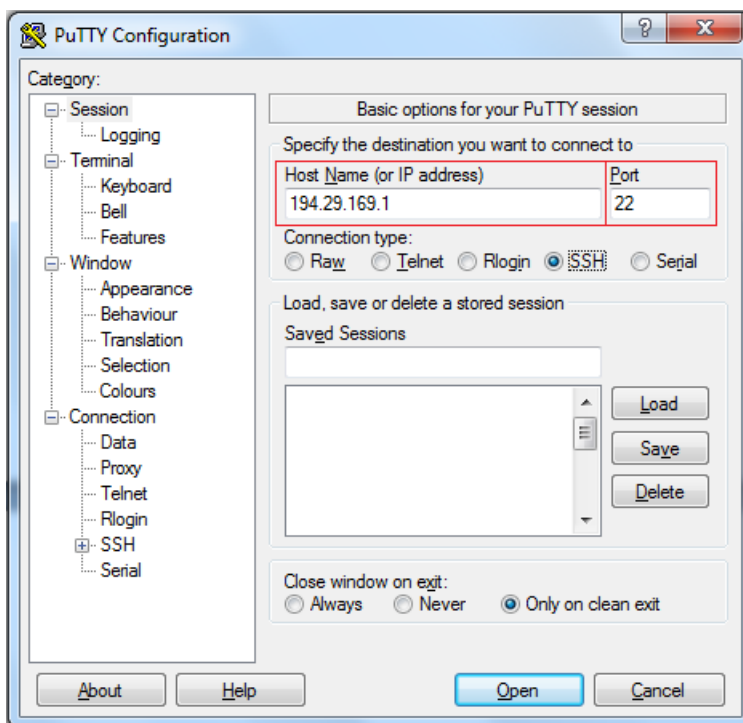 PuTTY Configuration
Category:
Session
Logging
Terminal
Keyboard
Bell
Features
Window
Appearance
Behaviour
Translation
Selection
Colours
Connection
Data
Proxy
Telnet
Rlogin
SSH
Serial
Basic options for your PuTTY session
Specify the destination you want to connect to
Host Name (or IP address) Port
194.29.169.1 22
Connection type:
Raw Telnet Rlogin SSH Serial
Load, save or delete a stored session
Saved Sessions
Load
Save
Delete
Close window on exit:
Always Never Only on clean exit
About Help Open Cancel